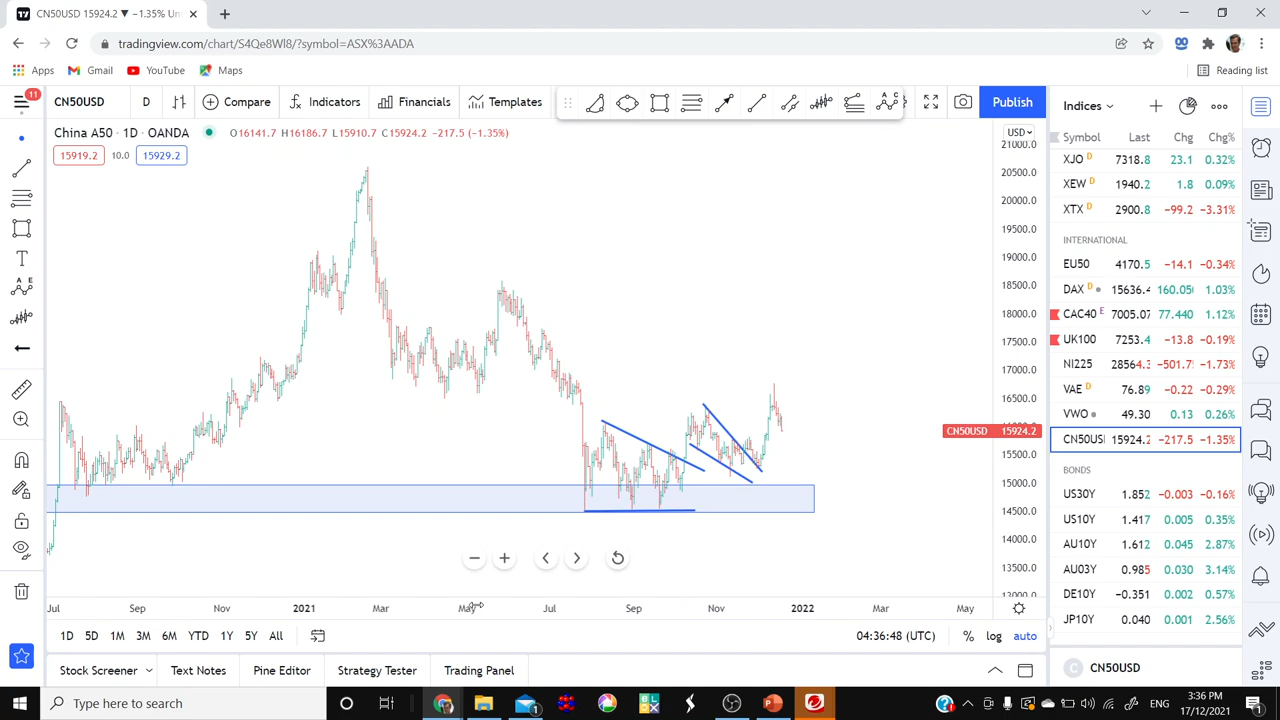 CN50USD 15924.2 ▼ −1.35% Un
tradingview.com/chart/S4Qe8Wl8/?symbol=ASX%3AADA
Apps Gmail YouTube Maps Reading list
11 CN50USD D Compare Indicators Financials Templates Publish
Indices
China A50 · 1D · OANDA O16141.7 H16186.7 L15910.7 C15924.2 −217.5 (−1.35%)
USD
15919.2 10.0 15929.2
21000.0
20500.0
20000.0
19500.0
19000.0
18500.0
18000.0
17500.0
17000.0
16500.0
16000.0
CN50USD 15924.2
15500.0
15000.0
14500.0
14000.0
13500.0
13000.0
Symbol Last Chg Chg%
XJO D 7318.8 23.1 0.32%
XEW D 1940.2 1.8 0.09%
XTX D 2900.8 −99.2 −3.31%
INTERNATIONAL
EU50 4170.5 −14.1 −0.34%
DAX D 15636.4 160.050 1.03%
CAC40 E 7005.07 77.440 1.12%
UK100 7253.4 −13.8 −0.19%
NI225 28564.3 −501.7 −1.73%
VAE D 76.89 −0.22 −0.29%
VWO 49.30 0.13 0.26%
CN50US 15924.2 −217.5 −1.35%
BONDS
US30Y 1.852 −0.003 −0.16%
US10Y 1.417 0.005 0.35%
AU10Y 1.612 0.045 2.87%
AU03Y 0.985 0.030 3.14%
DE10Y −0.351 0.002 0.57%
JP10Y 0.040 0.001 2.56%
C CN50USD
Jul Sep Nov 2021 Mar May Jul Sep Nov 2022 Mar May
1D 5D 1M 3M 6M YTD 1Y 5Y All 04:36:48 (UTC) % log auto
Stock Screener Text Notes Pine Editor Strategy Tester Trading Panel
Type here to search
ENG
3:36 PM
17/12/2021